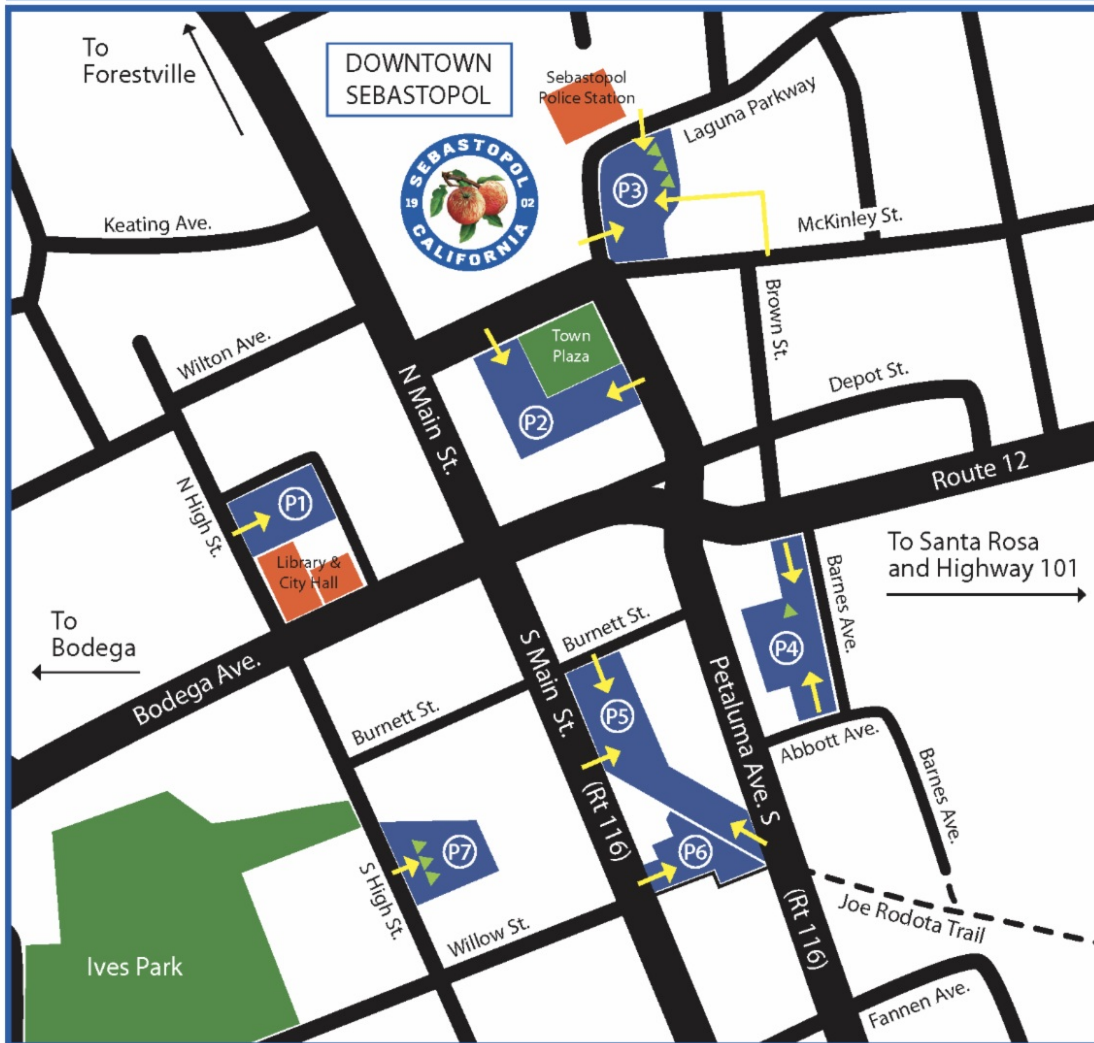 To
Forestville
DOWNTOWN
SEBASTOPOL
Sebastopol
Police Station
Laguna Parkway
SEBASTOPOL
19 02
CALIFORNIA
P3
Keating Ave.
McKinley St.
Wilton Ave.
Town
Plaza
Brown St.
Depot St.
N Main St.
P2
Route 12
N High St.
P1
Library &
City Hall
To Santa Rosa
and Highway 101
Barnes Ave.
To
Bodega
Bodega Ave.
Burnett St.
S Main St.
(Rt 116)
Petaluma Ave. S
(Rt 116)
P4
Burnett St.
P5
Abbott Ave.
Barnes Ave.
P6
P7
S High St.
Willow St.
Joe Rodota Trail
Ives Park
Fannen Ave.